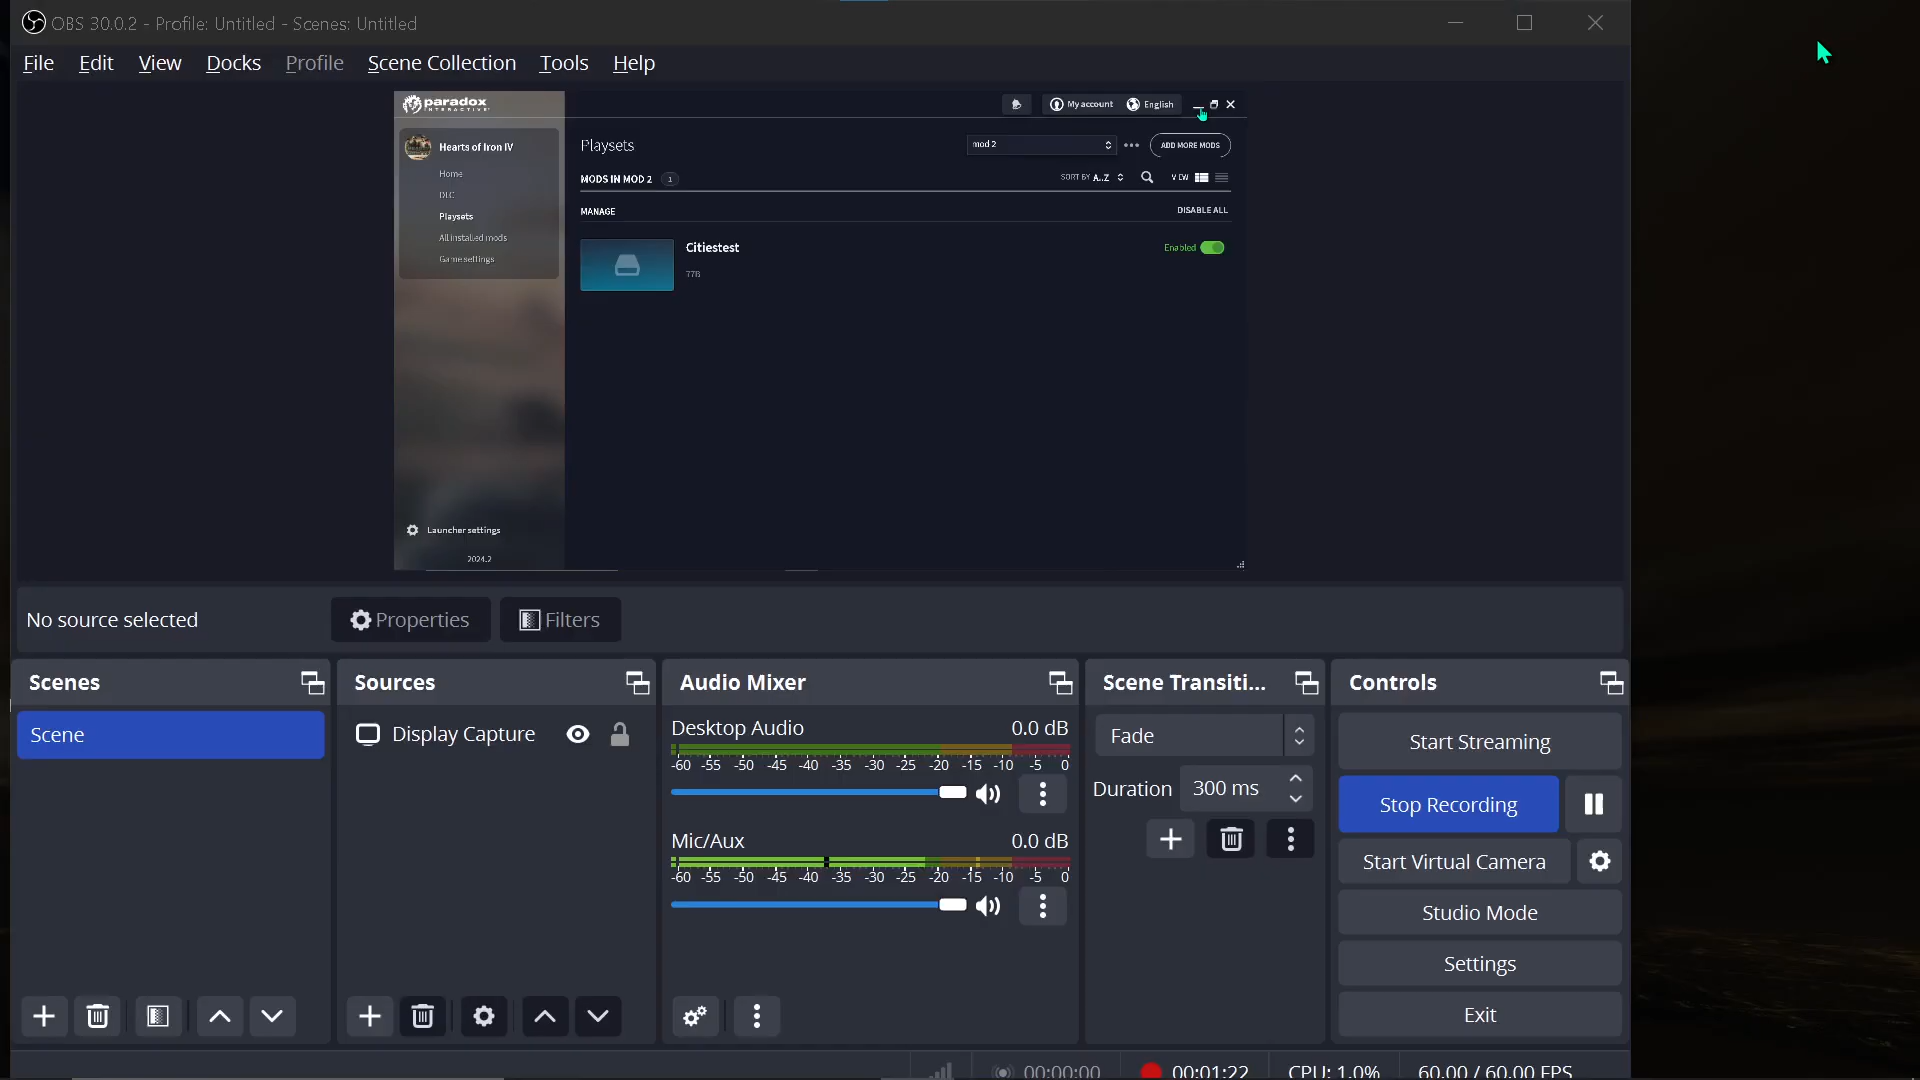 OBS 30.0.2 - Profile: Untitled - Scenes: Untitled
File Edit View Docks Profile Scene Collection Tools Help
paradox
INTERACTIVE
My account English
Hearts of Iron IV
Home
DLC
Playsets
All installed mods
Game settings
Launcher settings
2024.2
Playsets
mod 2
ADD MORE MODS
MODS IN MOD 2 1
SORT BY A..Z
VIEW
MANAGE
DISABLE ALL
Citiestest
77B
Enabled
No source selected
Properties
Filters
Scenes
Scene
Sources
Display Capture
Audio Mixer
Desktop Audio 0.0 dB
-60 -55 -50 -45 -40 -35 -30 -25 -20 -15 -10 -5 0
Mic/Aux 0.0 dB
-60 -55 -50 -45 -40 -35 -30 -25 -20 -15 -10 -5 0
Scene Transiti...
Fade
Duration 300 ms
Controls
Start Streaming
Stop Recording
Start Virtual Camera
Studio Mode
Settings
Exit
00:00:00 00:01:22 CPU: 1.0% 60.00 / 60.00 FPS